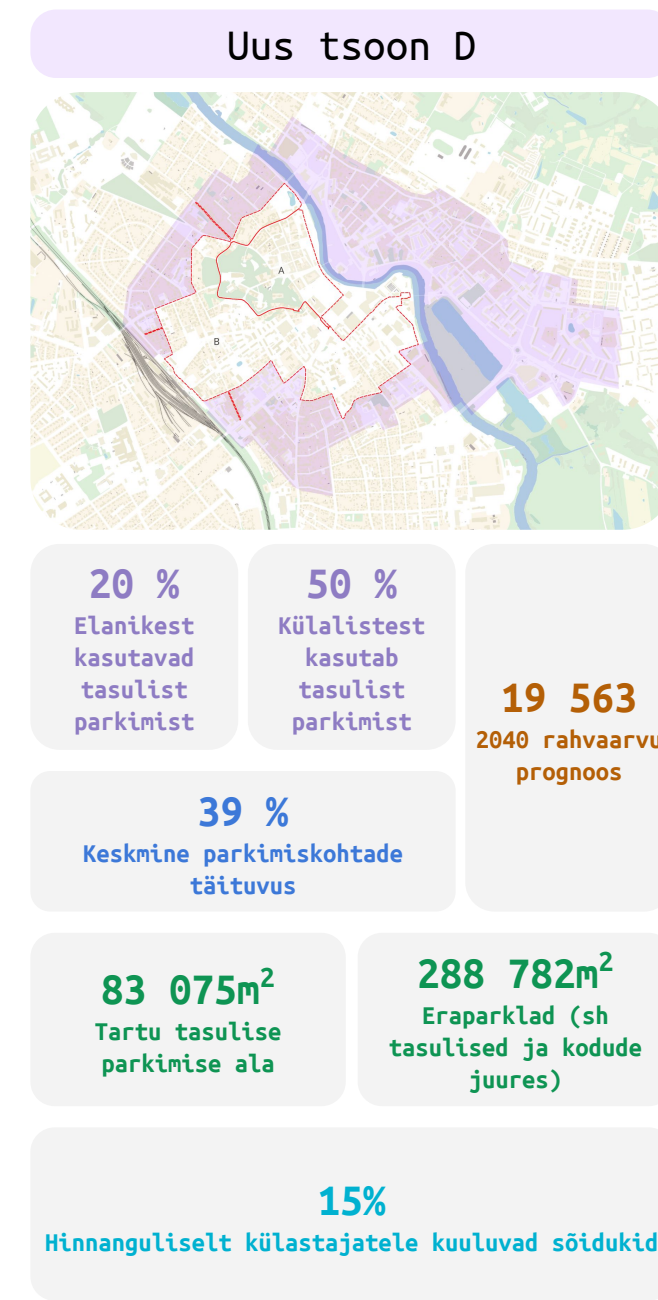 Uus tsoon D
A
B
20 %
Elanikest
kasutavad
tasulist
parkimist
50 %
Külalistest
kasutab
tasulist
parkimist
19 563
2040 rahvaarvu
prognoos
39 %
Keskmine parkimiskohtade
täituvus
83 075m²
Tartu tasulise
parkimise ala
288 782m²
Eraparklad (sh
tasulised ja kodude
juures)
15%
Hinnanguliselt külastajatele kuuluvad sõidukid